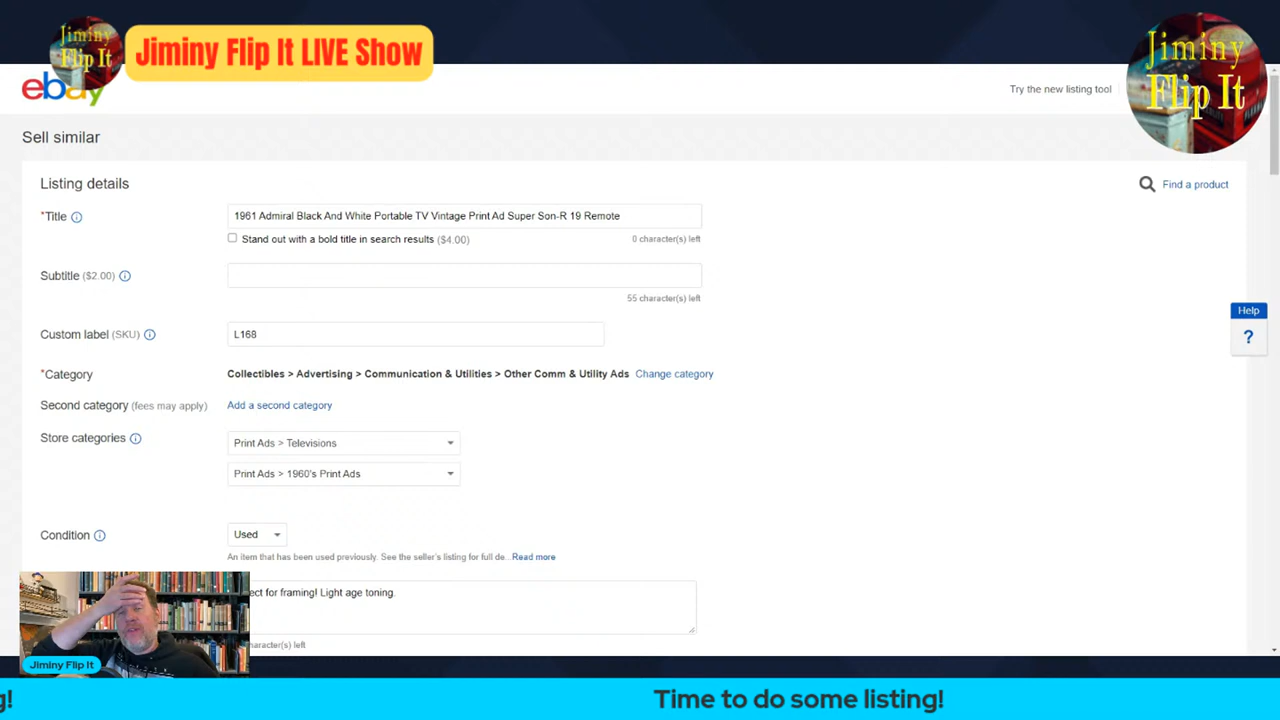 Jiminy
Flip It
Jiminy Flip It LIVE Show
Jiminy
Flip It
ebay
Try the new listing tool
Sell similar
Listing details
Find a product
*Title
1961 Admiral Black And White Portable TV Vintage Print Ad Super Son-R 19 Remote
Stand out with a bold title in search results ($4.00)
0 character(s) left
Subtitle ($2.00)
55 character(s) left
Custom label (SKU)
L168
*Category
Collectibles > Advertising > Communication & Utilities > Other Comm & Utility Ads Change category
Second category (fees may apply)
Add a second category
Store categories
Print Ads > Televisions
Print Ads > 1960's Print Ads
Help
?
Condition
Used
An item that has been used previously. See the seller's listing for full de... Read more
ect for framing! Light age toning.
haracter(s) left
Jiminy Flip It
g!
Time to do some listing!